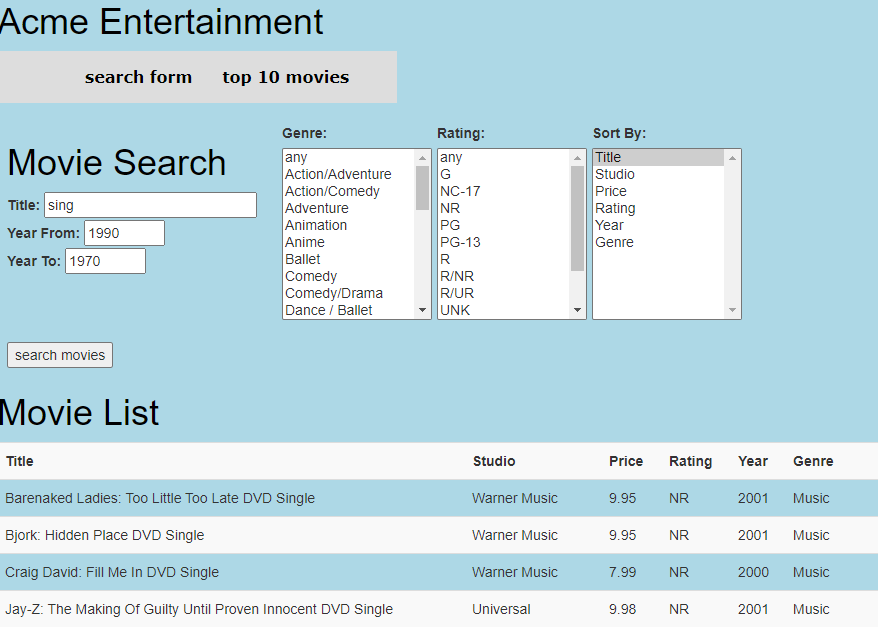 Acme Entertainment
search form top 10 movies
Movie Search
Title: sing
Year From: 1990
Year To: 1970
Genre:
any
Action/Adventure
Action/Comedy
Adventure
Animation
Anime
Ballet
Comedy
Comedy/Drama
Dance / Ballet
Rating:
any
G
NC-17
NR
PG
PG-13
R
R/NR
R/UR
UNK
Sort By:
Title
Studio
Price
Rating
Year
Genre
search movies
Movie List
Title Studio Price Rating Year Genre
Barenaked Ladies: Too Little Too Late DVD Single Warner Music 9.95 NR 2001 Music
Bjork: Hidden Place DVD Single Warner Music 9.95 NR 2001 Music
Craig David: Fill Me In DVD Single Warner Music 7.99 NR 2000 Music
Jay-Z: The Making Of Guilty Until Proven Innocent DVD Single Universal 9.98 NR 2001 Music